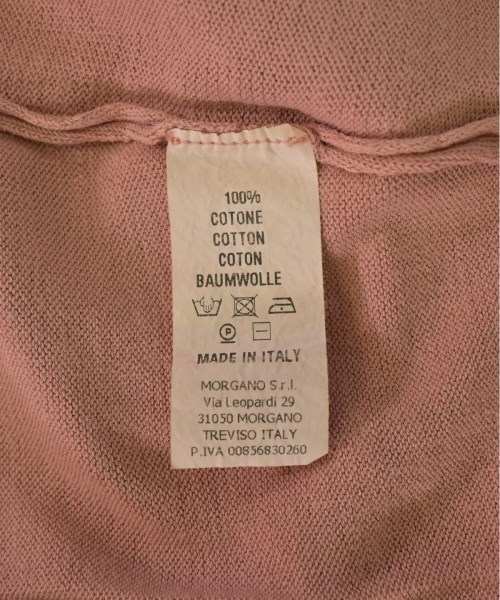 100%
COTONE
COTTON
COTON
BAUMWOLLE
P
MADE IN ITALY
MORGANO S.r.l.
Via Leopardi 29
31050 MORGANO
TREVISO ITALY
P.IVA 00856830260